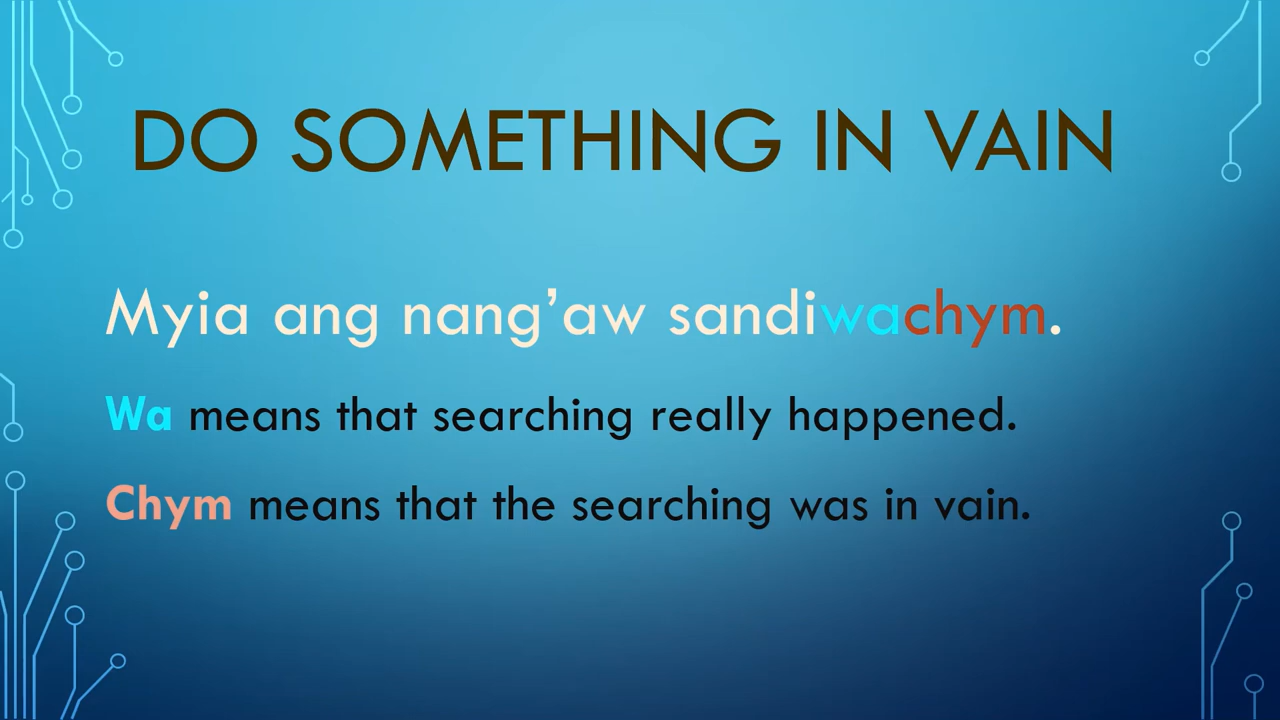 DO SOMETHING IN VAIN
Myia ang nang’aw sandiwachym.
Wa means that searching really happened.
Chym means that the searching was in vain.